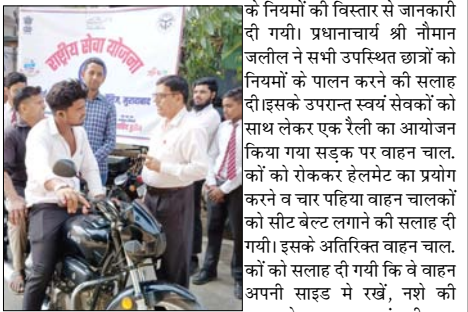 राष्ट्रीय सेवा योजना
मुरादाबाद
के नियमों की विस्तार से जानकारी
दी गयी। प्रधानाचार्य श्री नौमान
जलील ने सभी उपस्थित छात्रों को
नियमों के पालन करने की सलाह
दी।इसके उपरान्त स्वयं सेवकों को
साथ लेकर एक रैली का आयोजन
किया गया सड़क पर वाहन चाल.
कों को रोककर हेलमेट का प्रयोग
करने व चार पहिया वाहन चालकों
को सीट बेल्ट लगाने की सलाह दी
गयी। इसके अतिरिक्त वाहन चाल.
कों को सलाह दी गयी कि वे वाहन
अपनी साइड मे रखें, नशे की